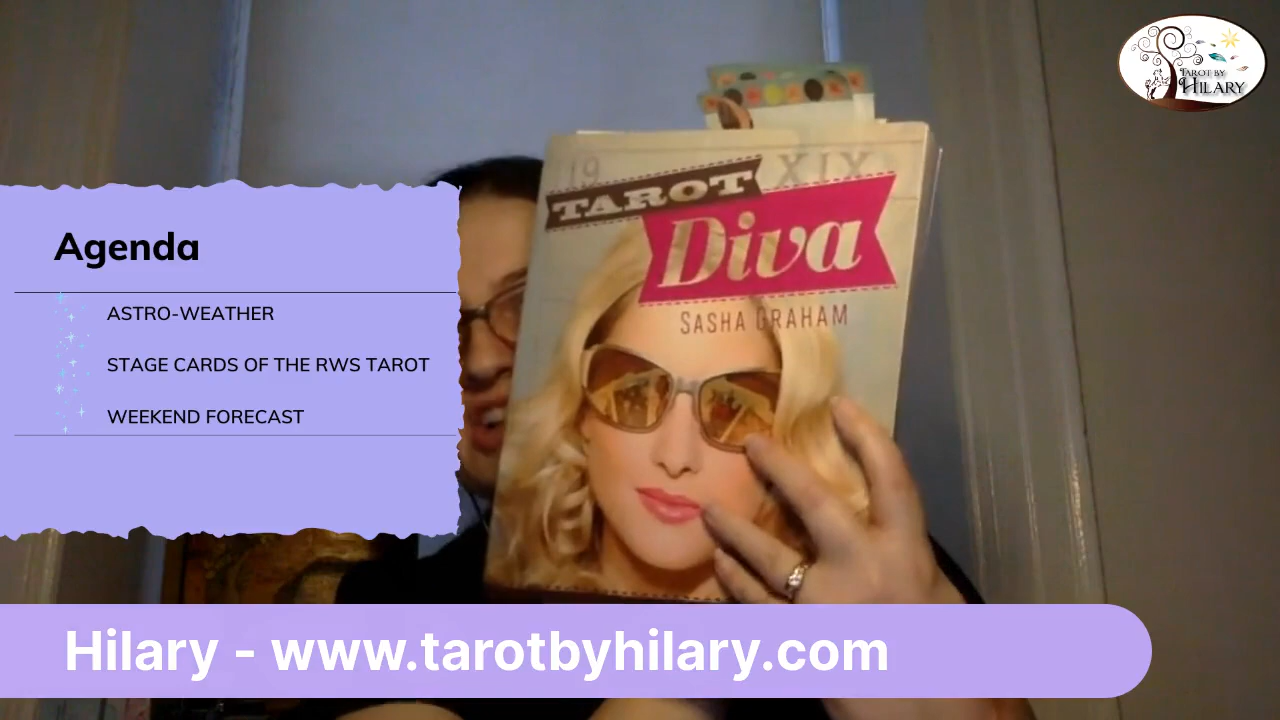 TAROT BY
HILARY
19 XIX
TAROT
Diva
SASHA GRAHAM
Agenda
ASTRO-WEATHER
STAGE CARDS OF THE RWS TAROT
WEEKEND FORECAST
Hilary - www.tarotbyhilary.com